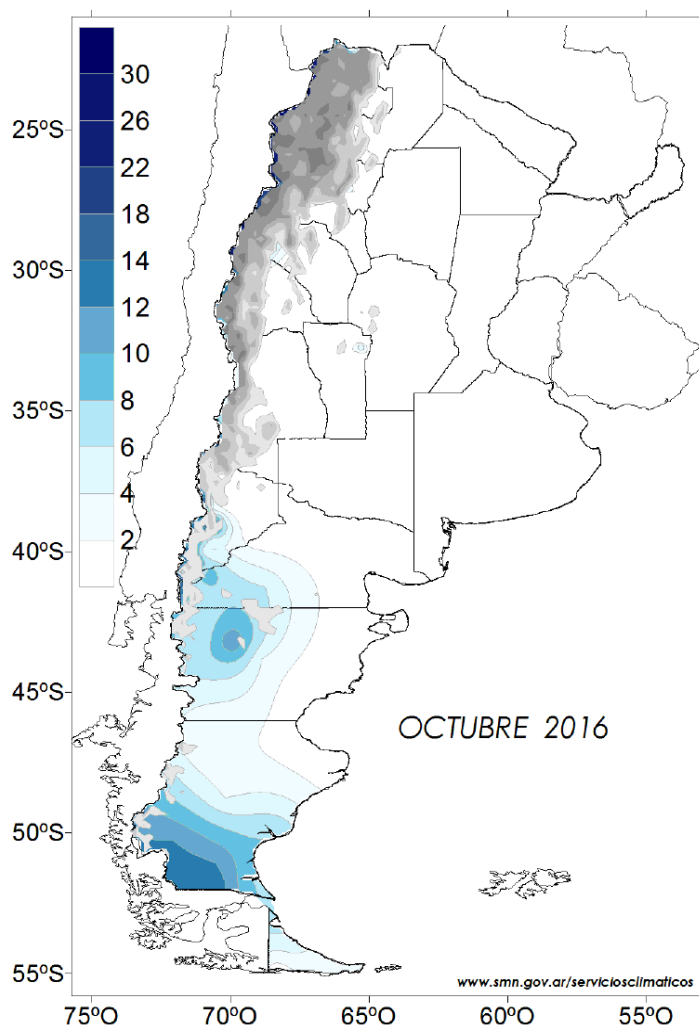 30
26
22
18
14
12
10
8
6
4
2
25ºS
30ºS
35ºS
40ºS
45ºS
50ºS
55ºS
OCTUBRE 2016
www.smn.gov.ar/serviciosclimaticos
75ºO 70ºO 65ºO 60ºO 55ºO